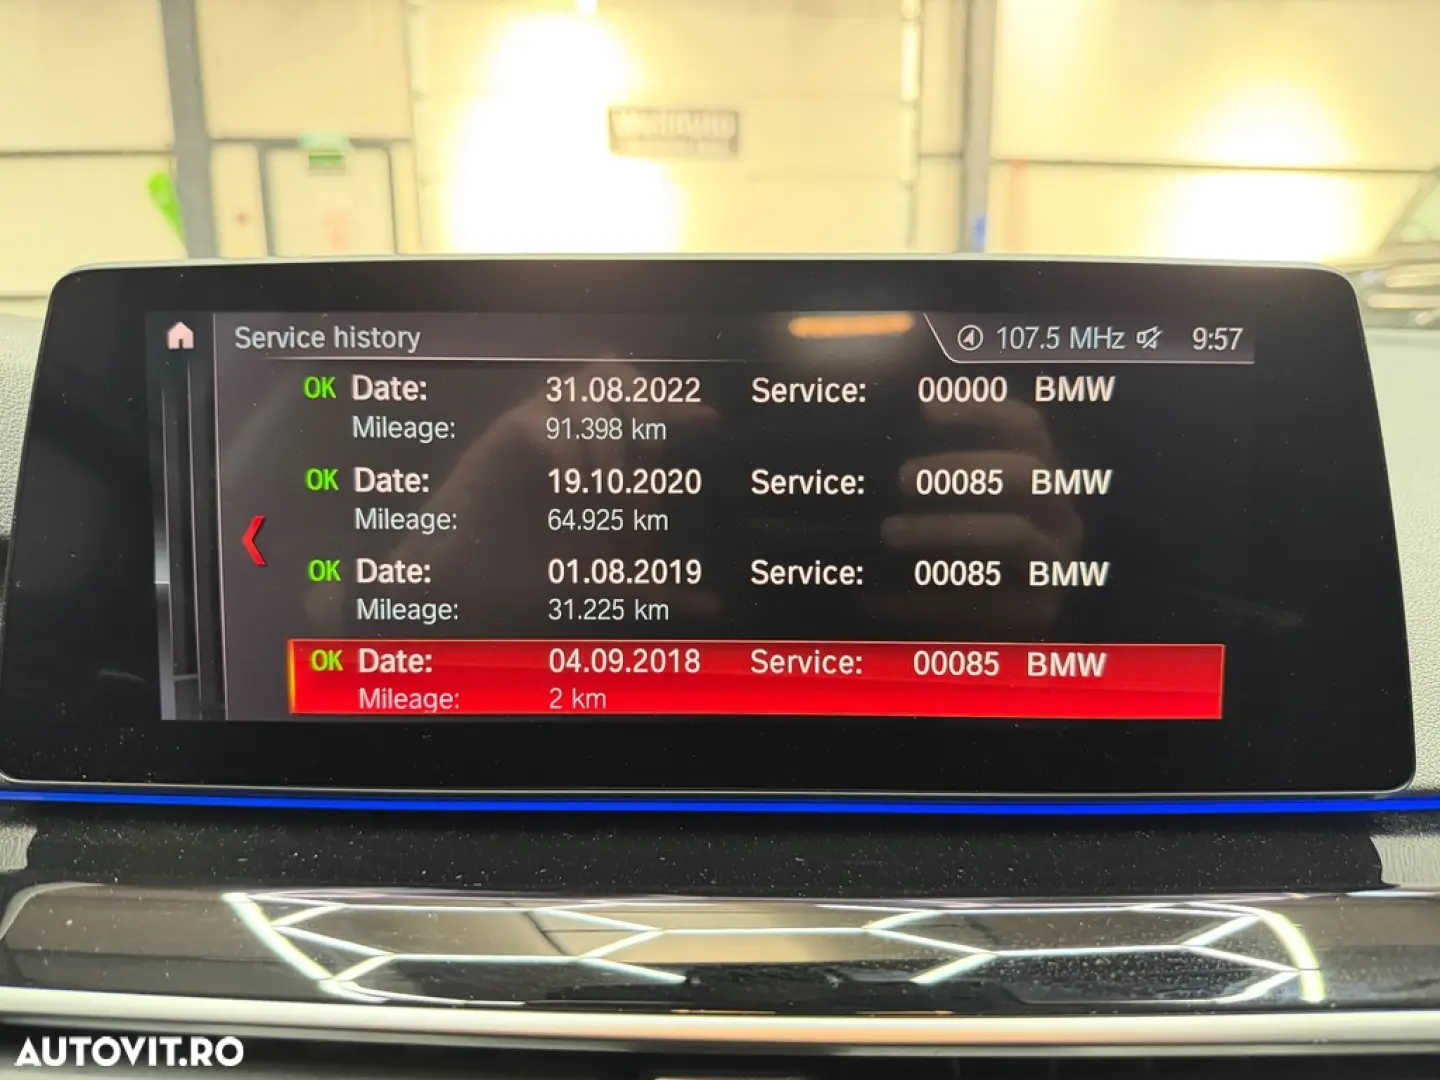 Service history
107.5 MHz 9:57
OK Date: 31.08.2022 Service: 00000 BMW
Mileage: 91.398 km
OK Date: 19.10.2020 Service: 00085 BMW
Mileage: 64.925 km
OK Date: 01.08.2019 Service: 00085 BMW
Mileage: 31.225 km
OK Date: 04.09.2018 Service: 00085 BMW
Mileage: 2 km
AUTOVIT.RO